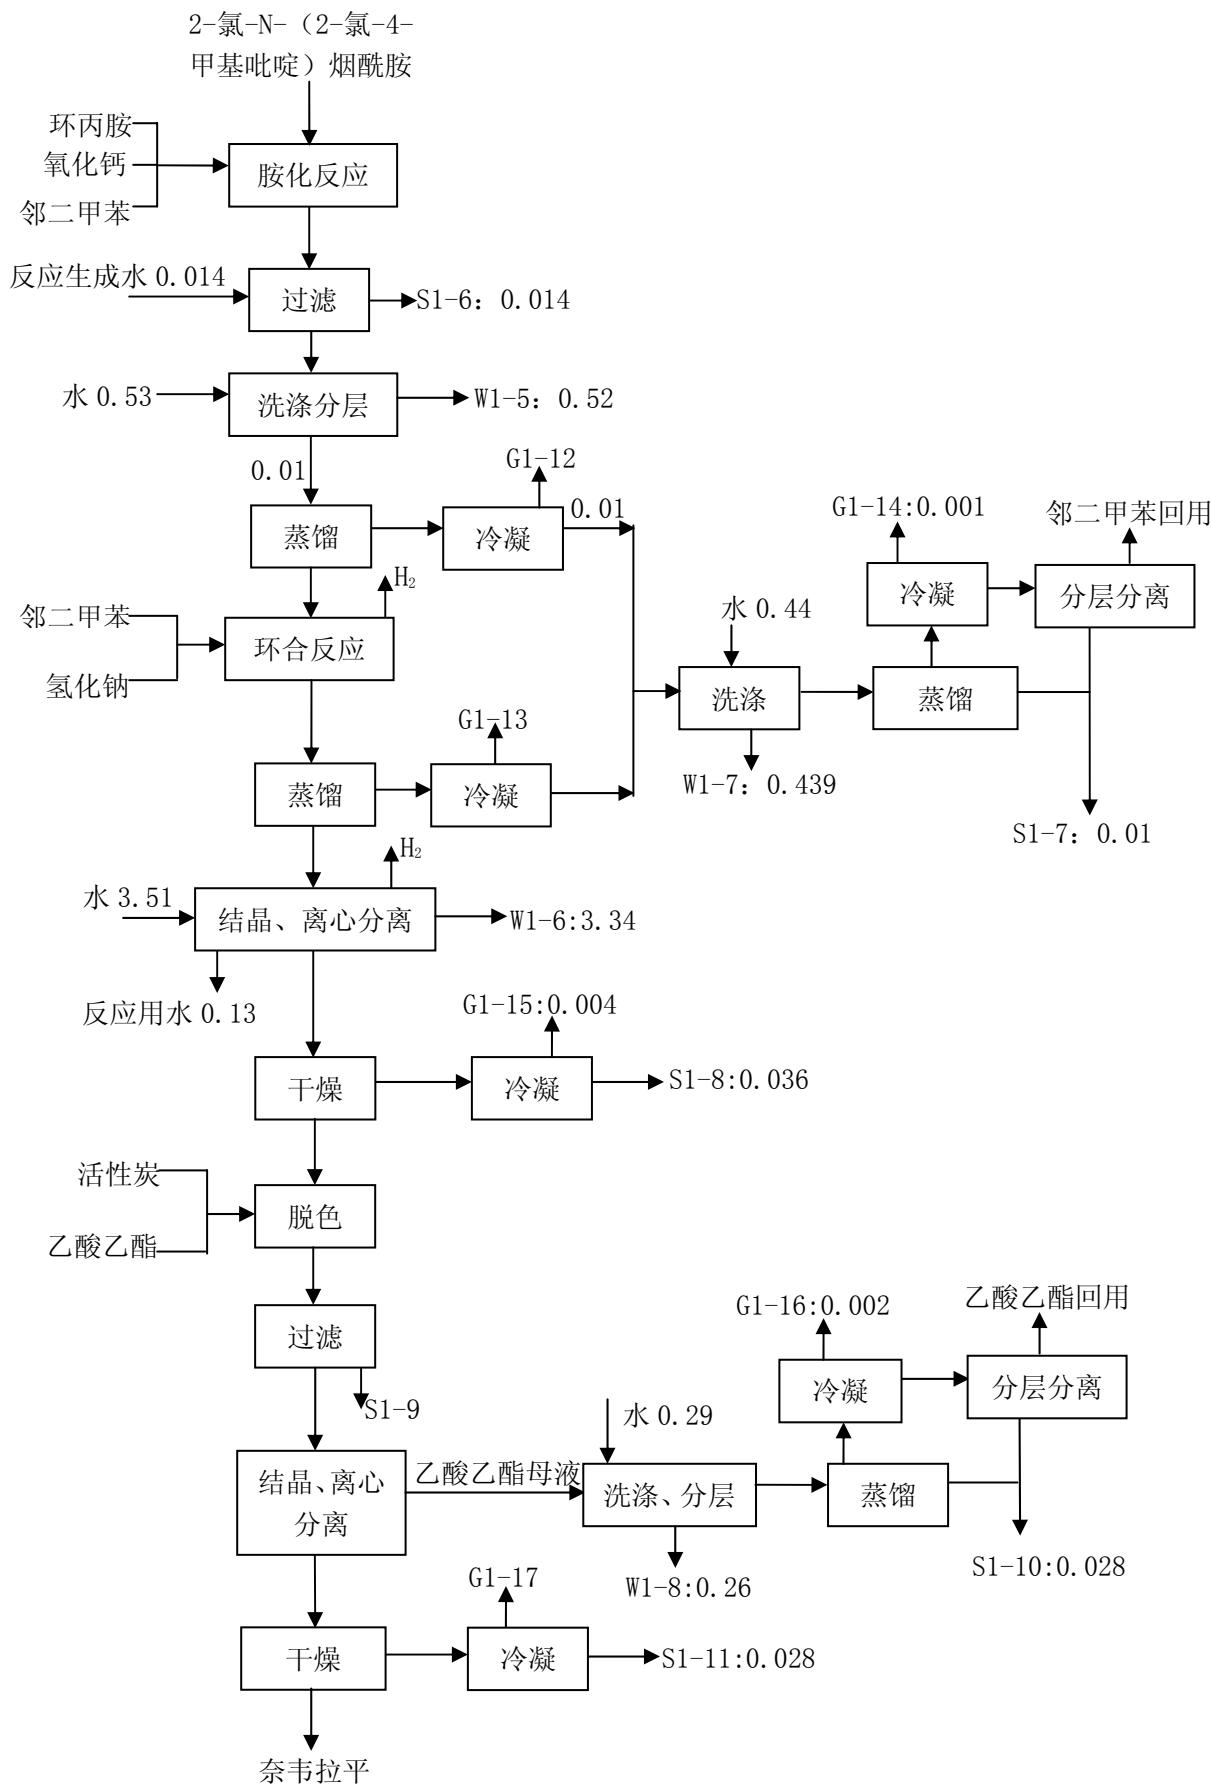 2-氯-N-（2-氯-4-
甲基吡啶）烟酰胺
环丙胺
氧化钙
邻二甲苯
胺化反应
反应生成水 0.014
过滤
S1-6：0.014
水 0.53
洗涤分层
W1-5：0.52
0.01
G1-12
0.01
蒸馏
冷凝
G1-14:0.001
邻二甲苯回用
冷凝
分层分离
H₂
邻二甲苯
氢化钠
环合反应
水 0.44
洗涤
蒸馏
W1-7：0.439
S1-7：0.01
G1-13
蒸馏
冷凝
H₂
水 3.51
结晶、离心分离
W1-6:3.34
反应用水 0.13
G1-15:0.004
干燥
冷凝
S1-8:0.036
活性炭
乙酸乙酯
脱色
过滤
S1-9
G1-16:0.002
乙酸乙酯回用
冷凝
分层分离
水 0.29
结晶、离心
分离
乙酸乙酯母液
洗涤、分层
蒸馏
W1-8:0.26
S1-10:0.028
G1-17
干燥
冷凝
S1-11:0.028
奈韦拉平